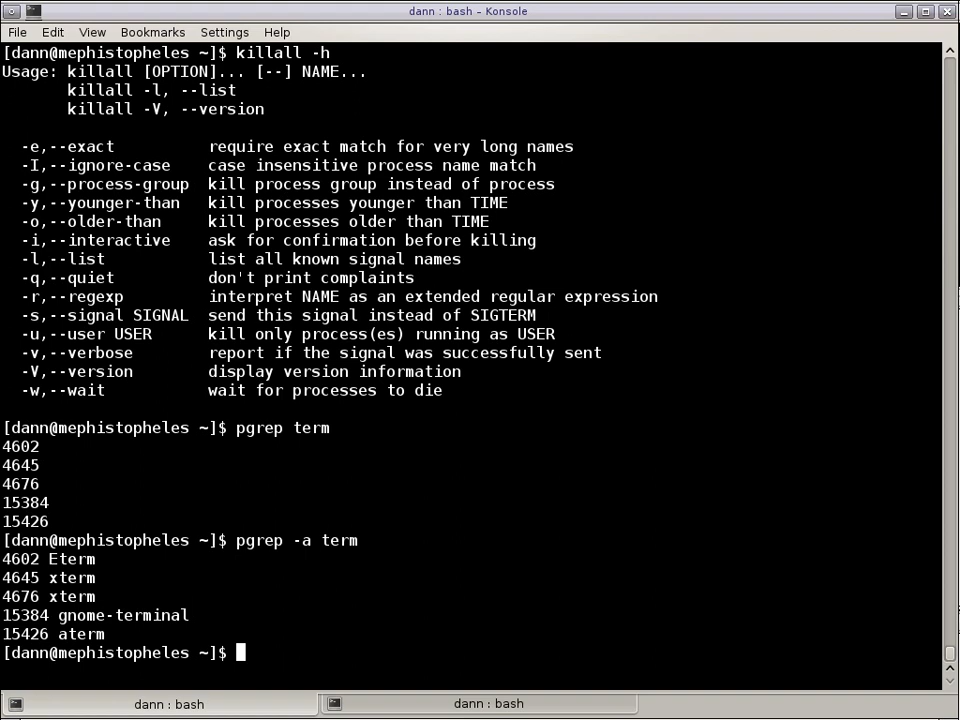 dann : bash - Konsole
File Edit View Bookmarks Settings Help
[dann@mephistopheles ~]$ killall -h
Usage: killall [OPTION]... [--] NAME...
       killall -l, --list
       killall -V, --version

  -e,--exact          require exact match for very long names
  -I,--ignore-case    case insensitive process name match
  -g,--process-group  kill process group instead of process
  -y,--younger-than   kill processes younger than TIME
  -o,--older-than     kill processes older than TIME
  -i,--interactive    ask for confirmation before killing
  -l,--list           list all known signal names
  -q,--quiet          don't print complaints
  -r,--regexp         interpret NAME as an extended regular expression
  -s,--signal SIGNAL  send this signal instead of SIGTERM
  -u,--user USER      kill only process(es) running as USER
  -v,--verbose        report if the signal was successfully sent
  -V,--version        display version information
  -w,--wait           wait for processes to die

[dann@mephistopheles ~]$ pgrep term
4602
4645
4676
15384
15426
[dann@mephistopheles ~]$ pgrep -a term
4602 Eterm
4645 xterm
4676 xterm
15384 gnome-terminal
15426 aterm
[dann@mephistopheles ~]$
dann : bash
dann : bash